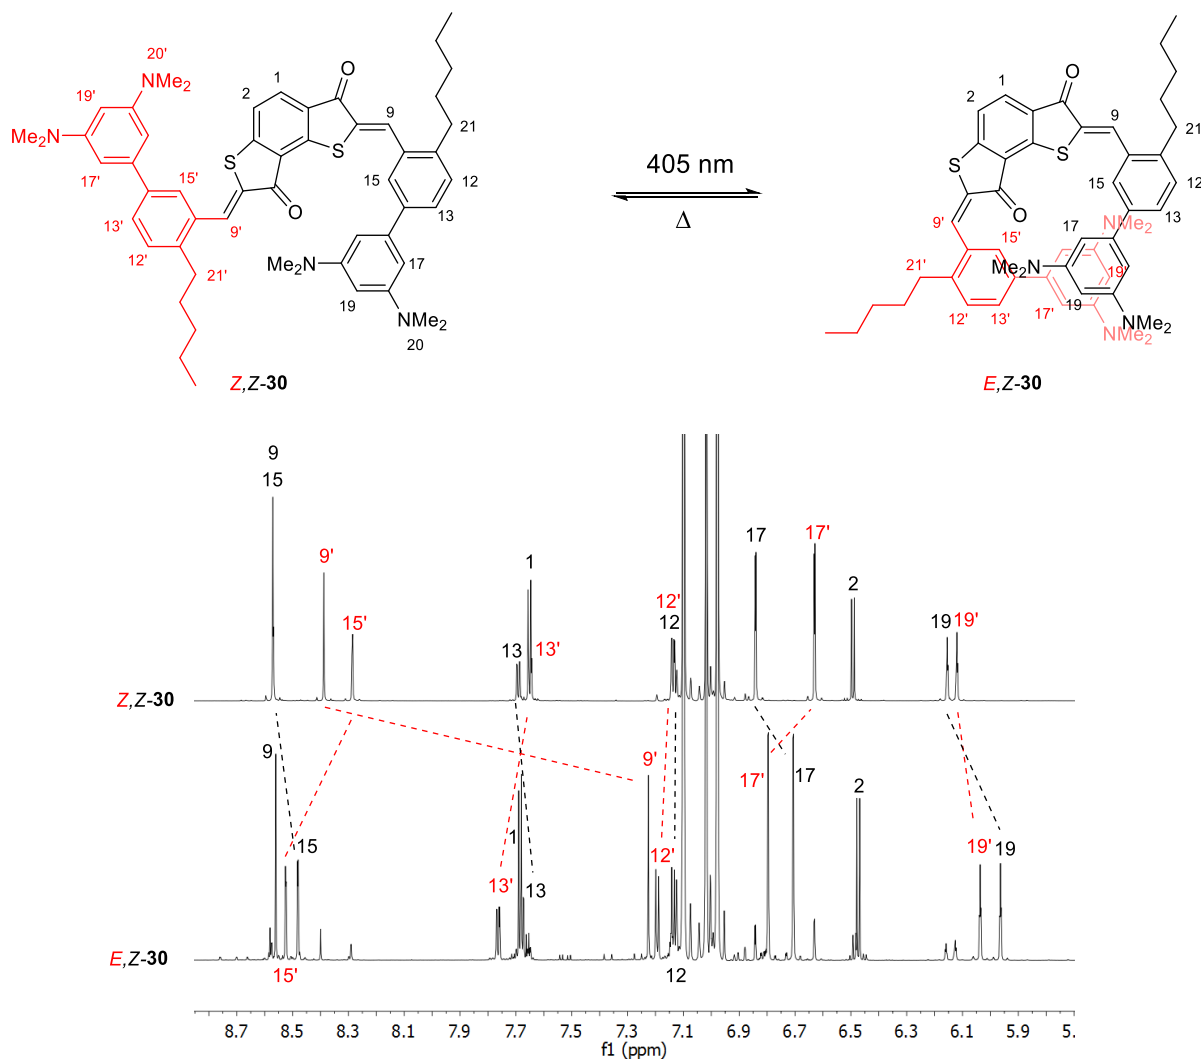 20'
NMe2
19'
Me2N
17'
15'
13'
12'
21'
9'
2
1
O
S
S
O
9
21
15
12
13
17
Me2N
19
NMe2
20
Z,Z-30
405 nm
Δ
2
1
O
S
S
O
9
21
15
12
13
9'
15'
21'
12'
13'
17'
17
NMe2
Me2N
19'
19
NMe2
NMe2
E,Z-30
9
15
9'
15'
13
1
13'
12'
12
17
17'
2
19
19'
Z,Z-30
9
15'
15
13'
1
13
9'
12'
12
17'
17
2
19'
19
E,Z-30
8.7 8.5 8.3 8.1 7.9 7.7 7.5 7.3 7.1 6.9 6.7 6.5 6.3 6.1 5.9 5.
f1 (ppm)